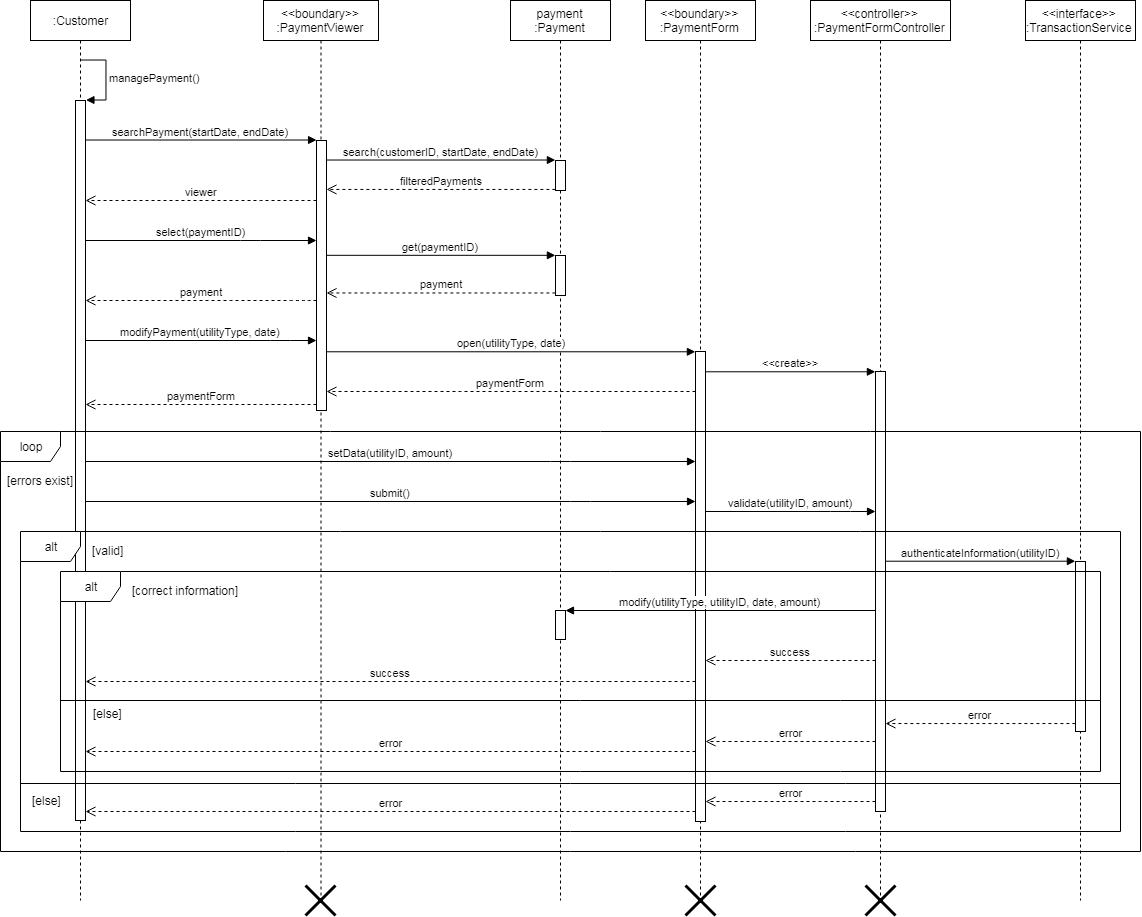 :Customer
<<boundary>>
:PaymentViewer
payment
:Payment
<<boundary>>
:PaymentForm
<<controller>>
:PaymentFormController
<<interface>>
:TransactionService
managePayment()
searchPayment(startDate, endDate)
search(customerID, startDate, endDate)
filteredPayments
viewer
select(paymentID)
get(paymentID)
payment
payment
modifyPayment(utilityType, date)
open(utilityType, date)
<<create>>
paymentForm
paymentForm
loop
setData(utilityID, amount)
[errors exist]
submit()
validate(utilityID, amount)
alt
[valid]
authenticateInformation(utilityID)
alt
[correct information]
modify(utilityType, utilityID, date, amount)
success
success
[else]
error
error
error
[else]
error
error